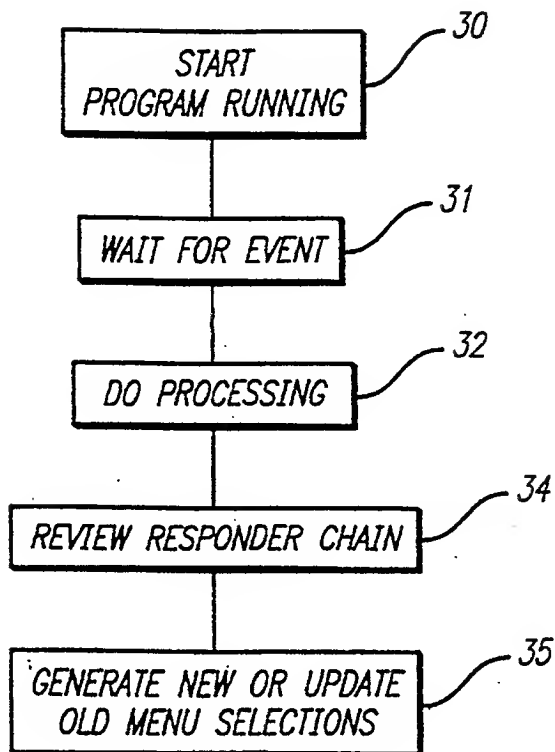 30
START
PROGRAM RUNNING
31
WAIT FOR EVENT
32
DO PROCESSING
34
REVIEW RESPONDER CHAIN
35
GENERATE NEW OR UPDATE
OLD MENU SELECTIONS